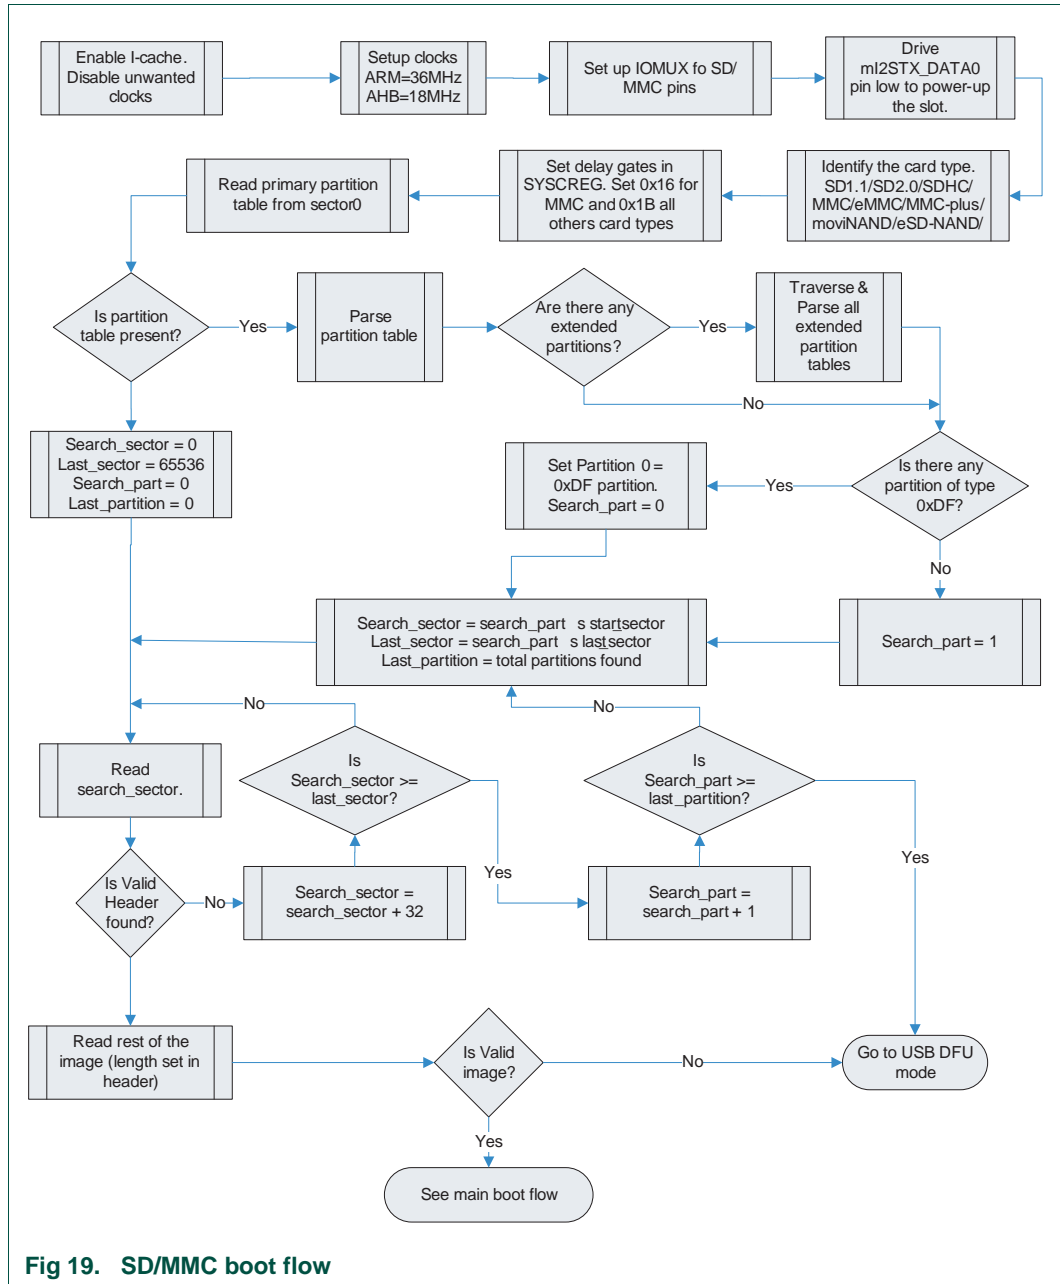 Enable I-cache.
Disable unwanted
clocks
Setup clocks
ARM=36MHz
AHB=18MHz
Set up IOMUX fo SD/
MMC pins
Drive
mI2STX_DATA0
pin low to power-up
the slot.
Identify the card type.
SD1.1/SD2.0/SDHC/
MMC/eMMC/MMC-plus/
moviNAND/eSD-NAND/
Set delay gates in
SYSCREG. Set 0x16 for
MMC and 0x1B all
others card types
Read primary partition
table from sector0
Is partition
table present?
Yes
Parse
partition table
Are there any
extended
partitions?
Yes
Traverse &
Parse all
extended
partition
tables
No
Search_sector = 0
Last_sector = 65536
Search_part = 0
Last_partition = 0
Is there any
partition of type
0xDF?
Yes
Set Partition 0 =
0xDF partition.
Search_part = 0
No
Search_part = 1
Search_sector = search_part s startsector
Last_sector = search_part s lastsector
Last_partition = total partitions found
No
No
Read
search_sector.
Is
Search_sector >=
last_sector?
Is
Search_part >=
last_partition?
Yes
Yes
Is Valid
Header
found?
No
Search_sector =
search_sector + 32
Search_part =
search_part + 1
Read rest of the
image (length set in
header)
Is Valid
image?
No
Go to USB DFU
mode
Yes
See main boot flow
Fig 19. SD/MMC boot flow